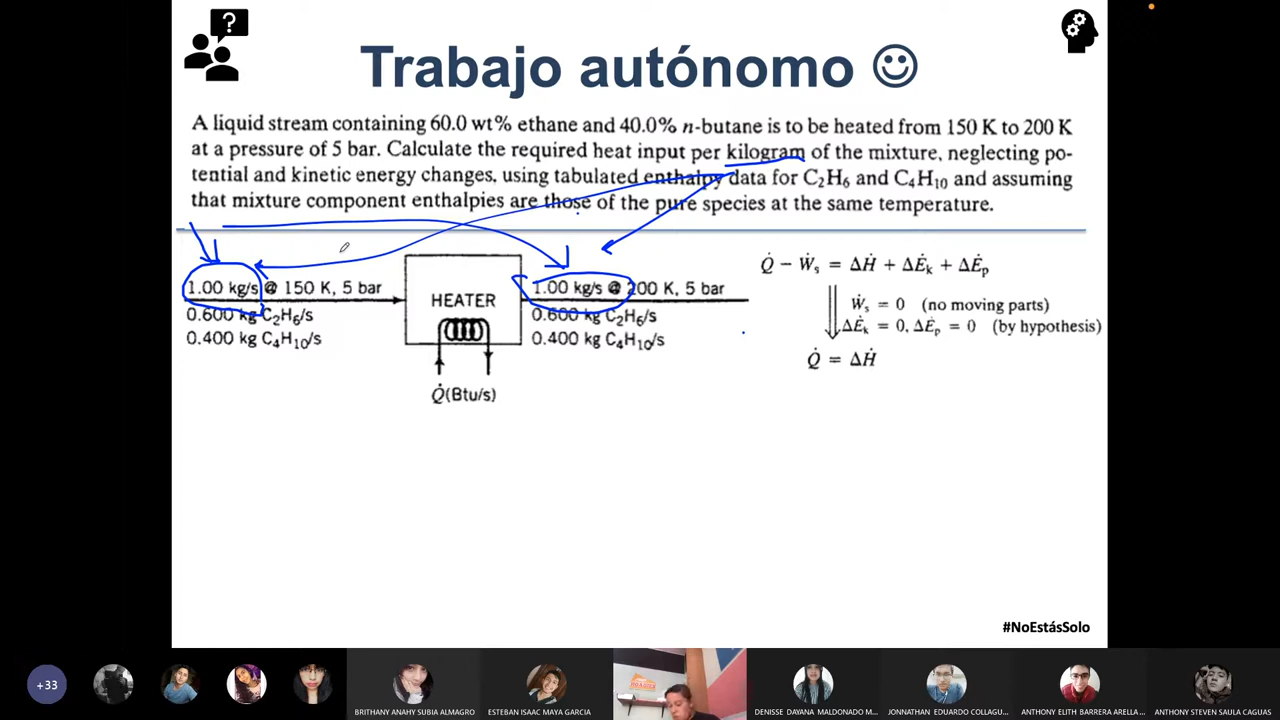 ?
Trabajo autónomo
A liquid stream containing 60.0 wt% ethane and 40.0% n-butane is to be heated from 150 K to 200 K
at a pressure of 5 bar. Calculate the required heat input per kilogram of the mixture, neglecting po-
tential and kinetic energy changes, using tabulated enthalpy data for C₂H₆ and C₄H₁₀ and assuming
that mixture component enthalpies are those of the pure species at the same temperature.
1.00 kg/s @ 150 K, 5 bar
0.600 kg C₂H₆/s
0.400 kg C₄H₁₀/s
HEATER
Q̇(Btu/s)
1.00 kg/s @ 200 K, 5 bar
0.600 kg C₂H₆/s
0.400 kg C₄H₁₀/s
Q̇ − Ẇs = ΔḢ + ΔĖk + ΔĖp
Ẇs = 0 (no moving parts)
ΔĖk = 0, ΔĖp = 0 (by hypothesis)
Q̇ = ΔḢ
#NoEstásSolo
+33
BRITHANY ANAHY SUBIA ALMAGRO
ESTEBAN ISAAC MAYA GARCIA
DENISSE DAYANA MALDONADO M...
JONNATHAN EDUARDO COLLAGU...
ANTHONY ELITH BARRERA ARELLA ...
ANTHONY STEVEN SAULA CAGUAS